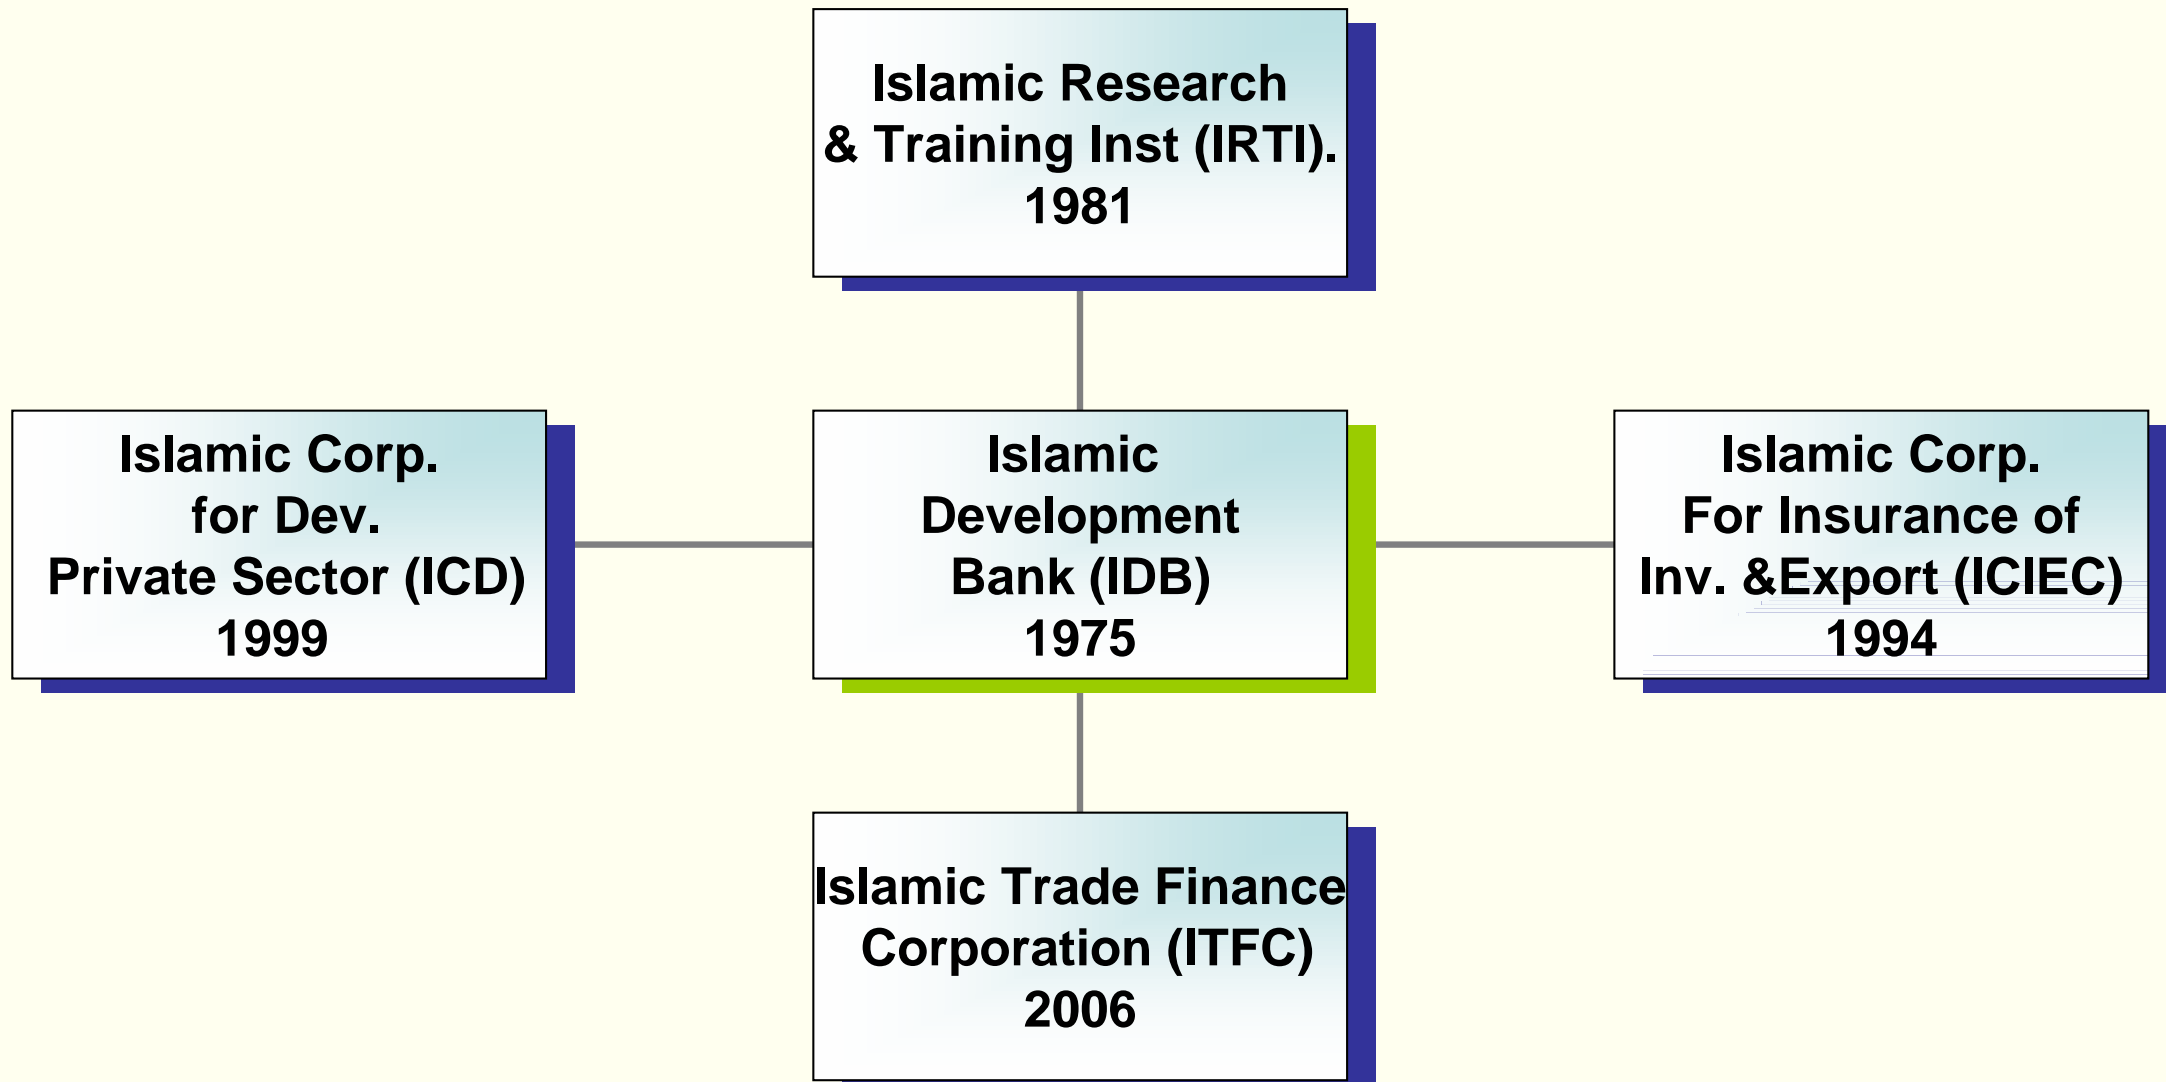 Islamic Research
& Training Inst (IRTI).
1981
Islamic Corp.
for Dev.
Private Sector (ICD)
1999
Islamic
Development
Bank (IDB)
1975
Islamic Corp.
For Insurance of
Inv. &Export (ICIEC)
1994
Islamic Trade Finance
Corporation (ITFC)
2006